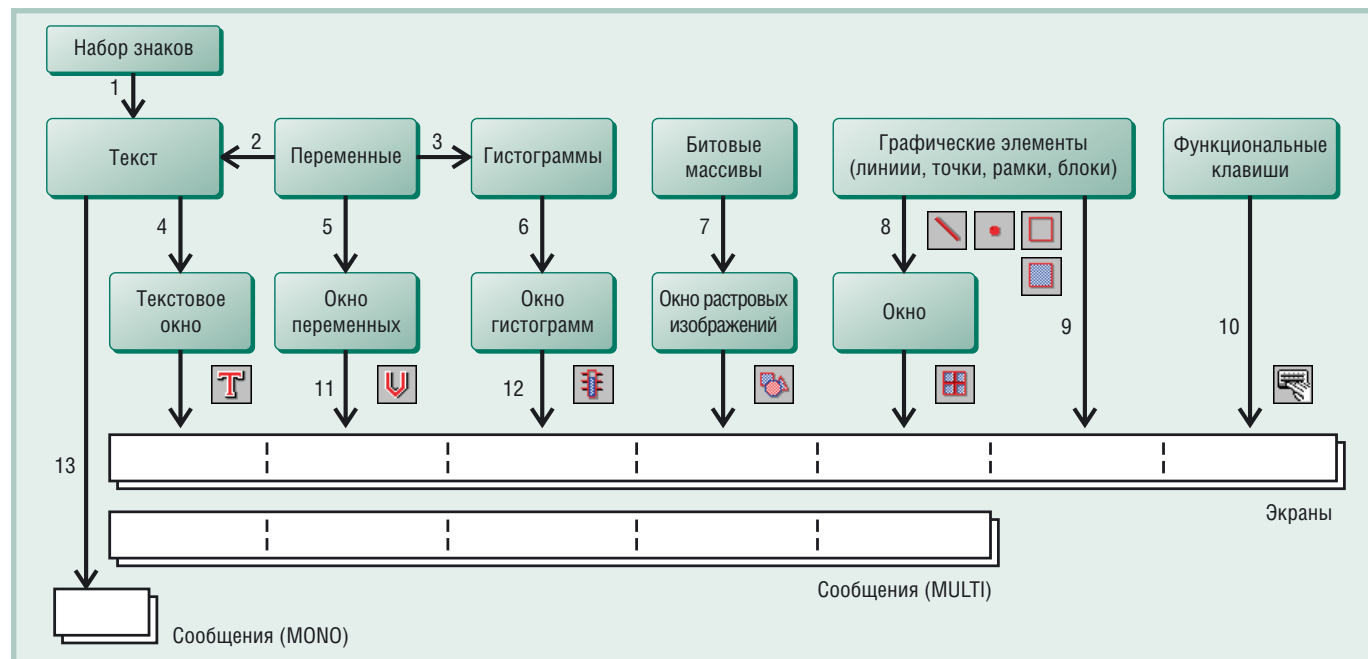 Набор знаков
1
Текст
2
Переменные
3
Гистограммы
Битовые
массивы
Графические элементы
(линиии, точки, рамки, блоки)
Функциональные
клавиши
4
5
6
7
8
9
10
Текстовое
окно
Окно
переменных
Окно
гистограмм
Окно растровых
изображений
Окно
T
11
V
12
13
Экраны
Сообщения (MULTI)
Сообщения (MONO)